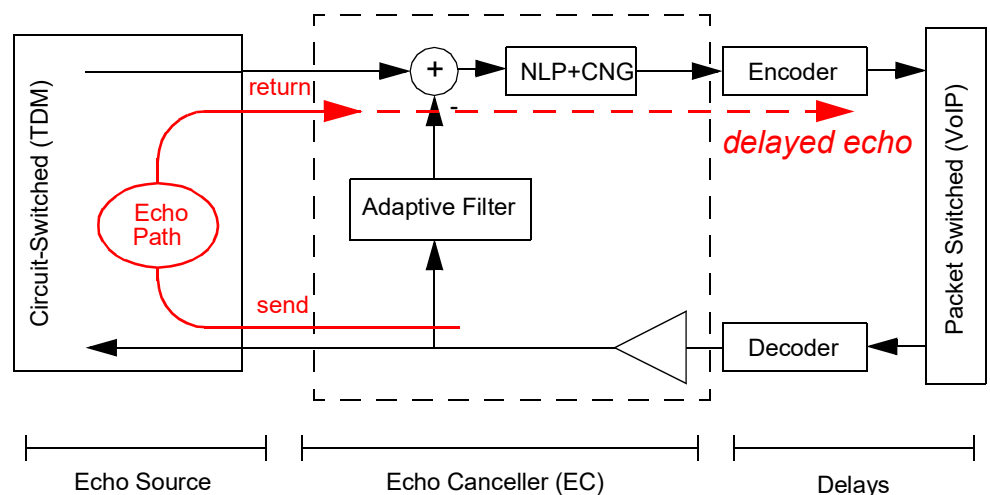 Circuit-Switched (TDM)
return
+
-
NLP+CNG
Encoder
delayed echo
Packet Switched (VoIP)
Adaptive Filter
Echo
Path
send
Decoder
Echo Source
Echo Canceller (EC)
Delays